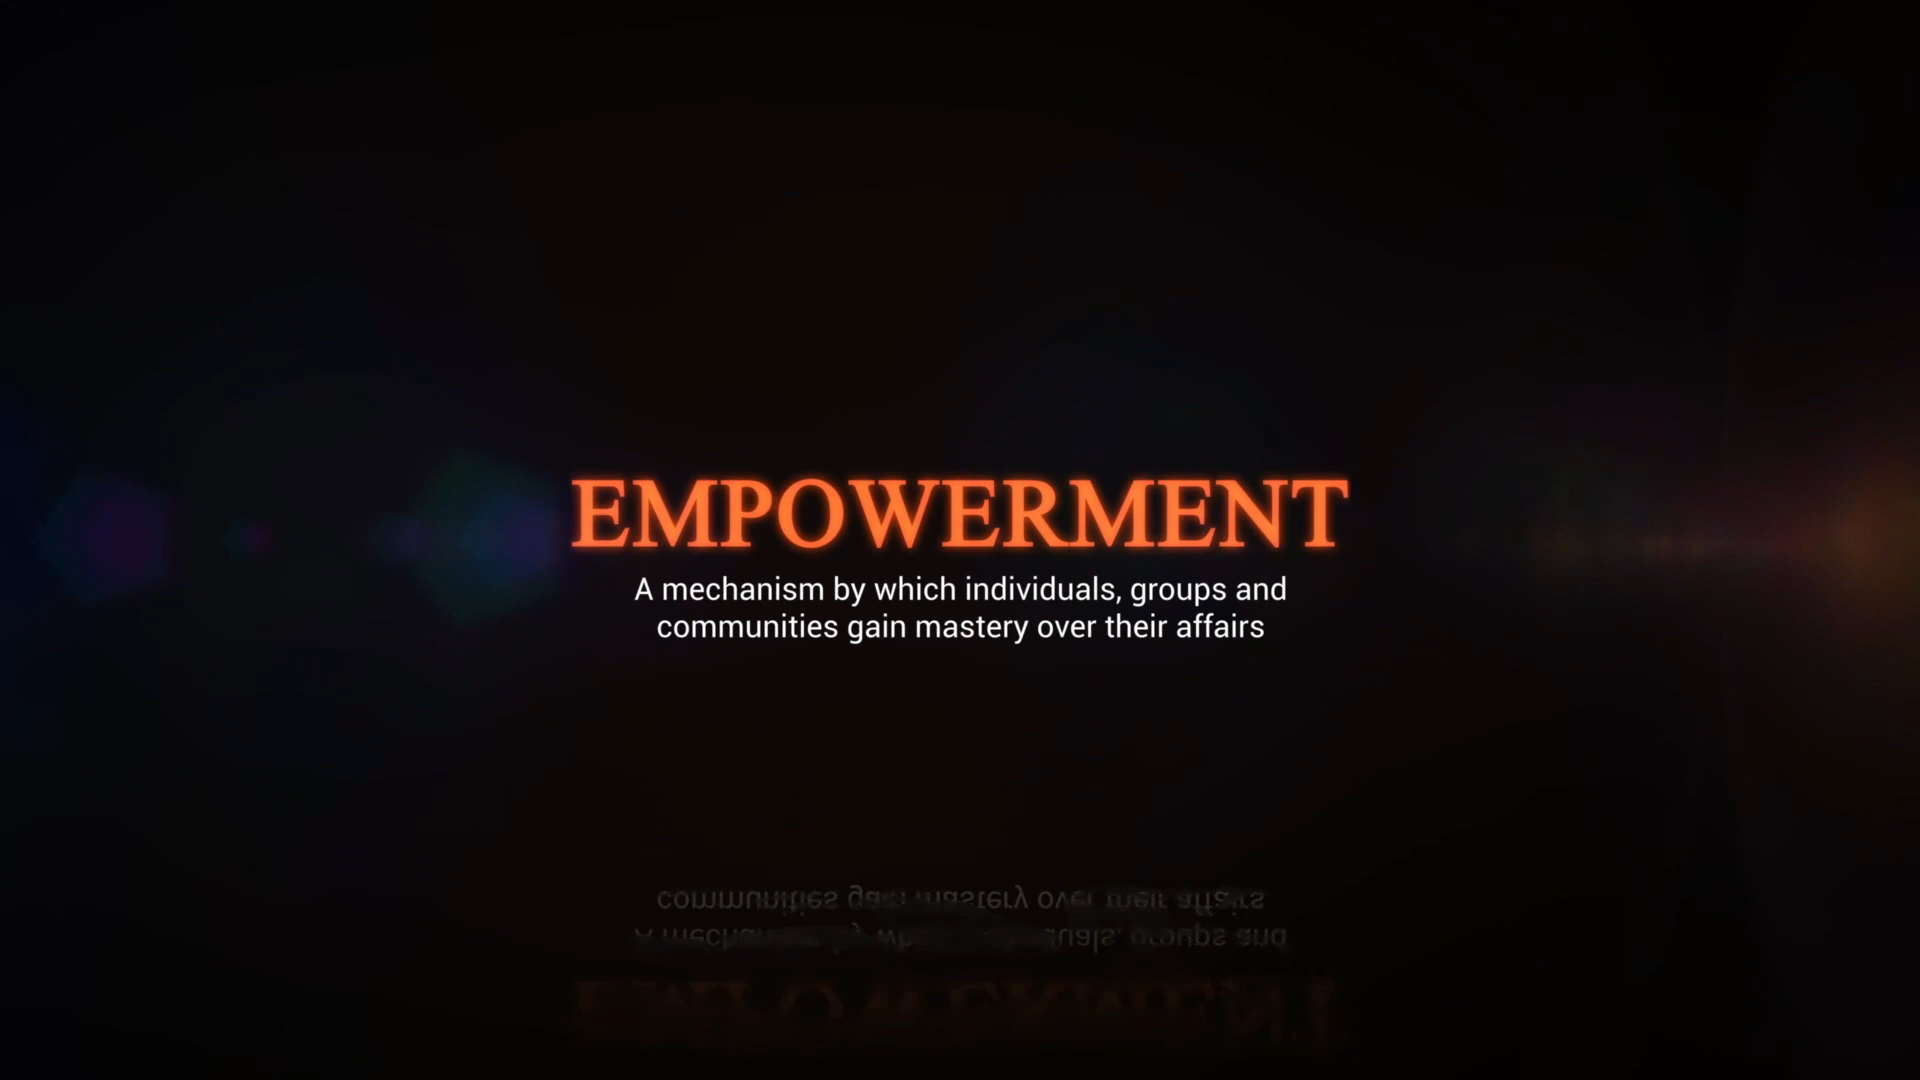 EMPOWERMENT
A mechanism by which individuals, groups and
communities gain mastery over their affairs